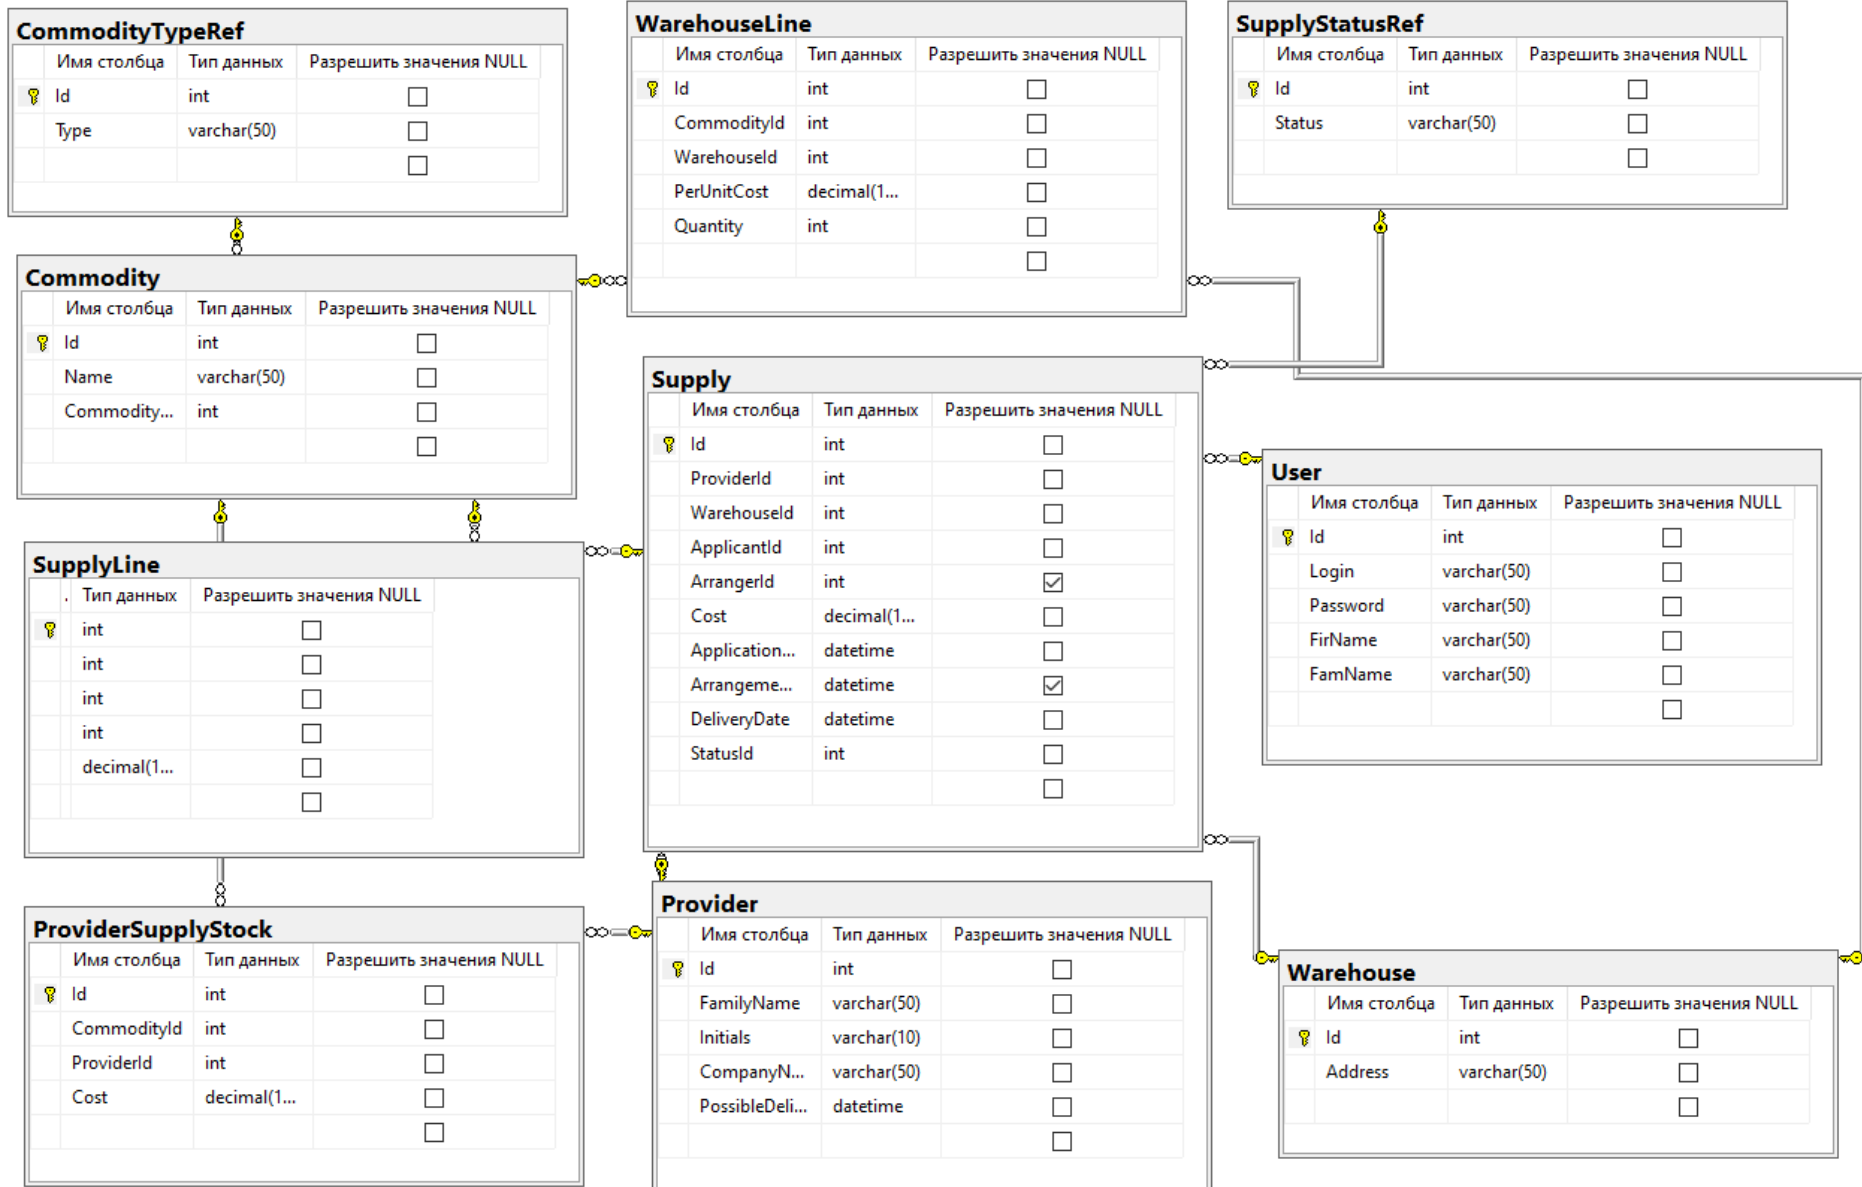 CommodityTypeRef
Имя столбца Тип данных Разрешить значения NULL
Id int
Type varchar(50)
WarehouseLine
Имя столбца Тип данных Разрешить значения NULL
Id int
CommodityId int
WarehouseId int
PerUnitCost decimal(1...
Quantity int
SupplyStatusRef
Имя столбца Тип данных Разрешить значения NULL
Id int
Status varchar(50)
Commodity
Имя столбца Тип данных Разрешить значения NULL
Id int
Name varchar(50)
Commodity... int
Supply
Имя столбца Тип данных Разрешить значения NULL
Id int
ProviderId int
WarehouseId int
ApplicantId int
ArrangerId int
Cost decimal(1...
Application... datetime
Arrangeme... datetime
DeliveryDate datetime
StatusId int
User
Имя столбца Тип данных Разрешить значения NULL
Id int
Login varchar(50)
Password varchar(50)
FirName varchar(50)
FamName varchar(50)
SupplyLine
. Тип данных Разрешить значения NULL
int
int
int
int
decimal(1...
ProviderSupplyStock
Имя столбца Тип данных Разрешить значения NULL
Id int
CommodityId int
ProviderId int
Cost decimal(1...
Provider
Имя столбца Тип данных Разрешить значения NULL
Id int
FamilyName varchar(50)
Initials varchar(10)
CompanyN... varchar(50)
PossibleDeli... datetime
Warehouse
Имя столбца Тип данных Разрешить значения NULL
Id int
Address varchar(50)